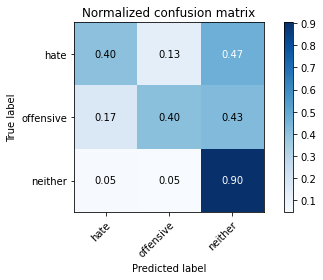 Normalized confusion matrix
True label
hate 0.40 0.13 0.47
offensive 0.17 0.40 0.43
neither 0.05 0.05 0.90
hate offensive neither
Predicted label
0.9
0.8
0.7
0.6
0.5
0.4
0.3
0.2
0.1